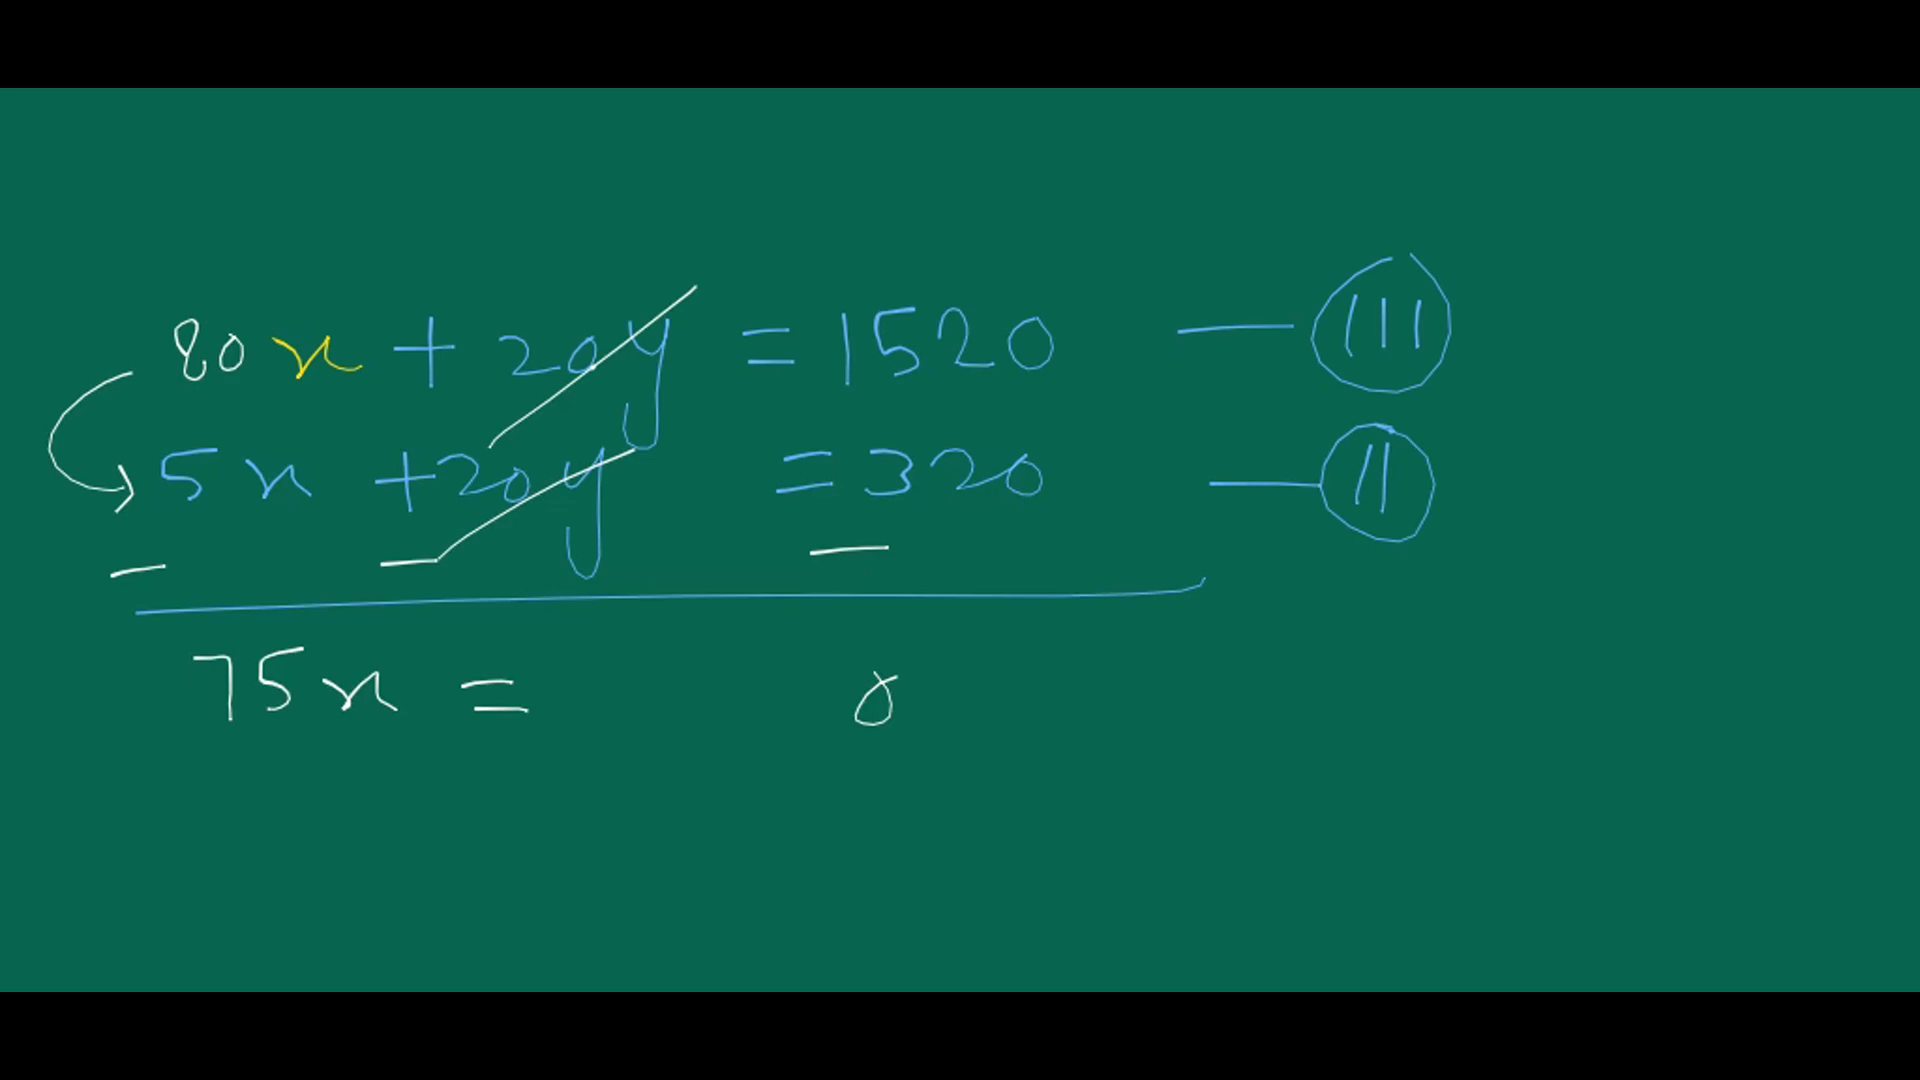 80x + 20y = 1520 — III
5x + 20y = 320 — II
— — —
75x = 0